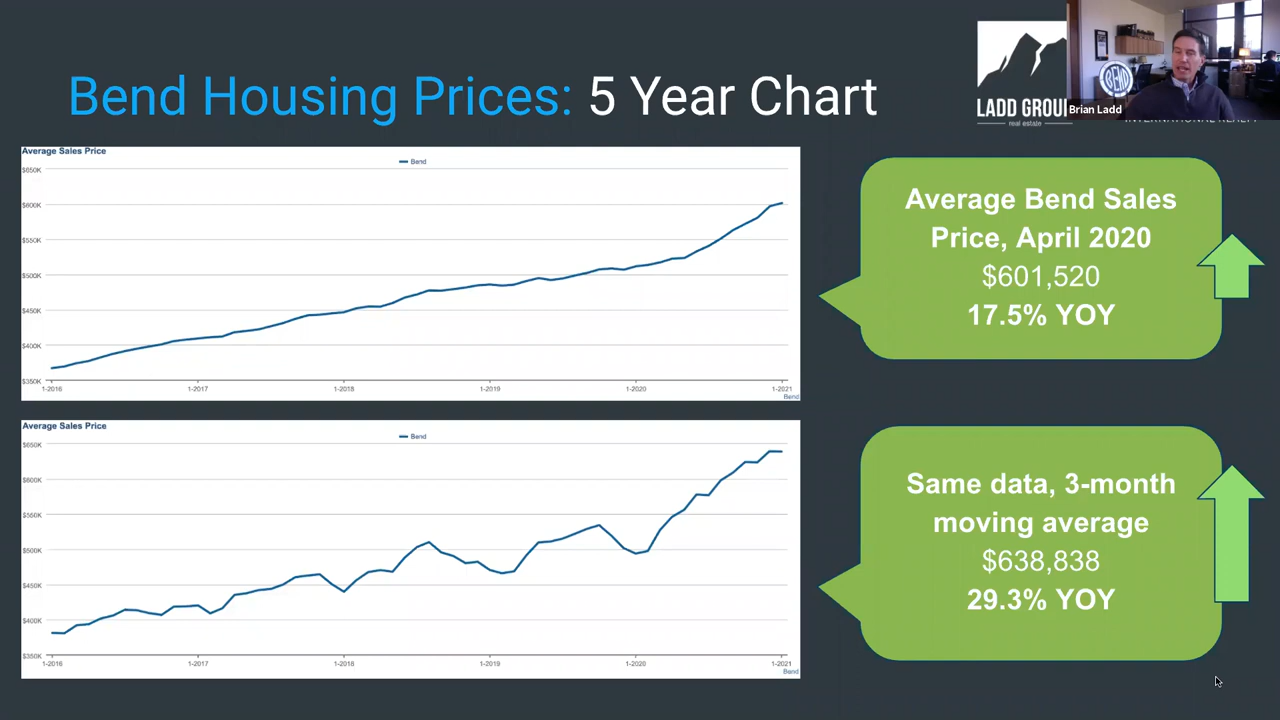 Bend Housing Prices: 5 Year Chart
LADD GROU
real estate
BEND
Brian Ladd
INTERNATIONAL REALTY
Average Sales Price
Bend
$650K
$600K
$550K
$500K
$450K
$400K
$350K
1-2016 1-2017 1-2018 1-2019 1-2020 1-2021
Bend
Average Bend Sales
Price, April 2020
$601,520
17.5% YOY
Average Sales Price
Bend
$650K
$600K
$550K
$500K
$450K
$400K
$350K
1-2016 1-2017 1-2018 1-2019 1-2020 1-2021
Bend
Same data, 3-month
moving average
$638,838
29.3% YOY